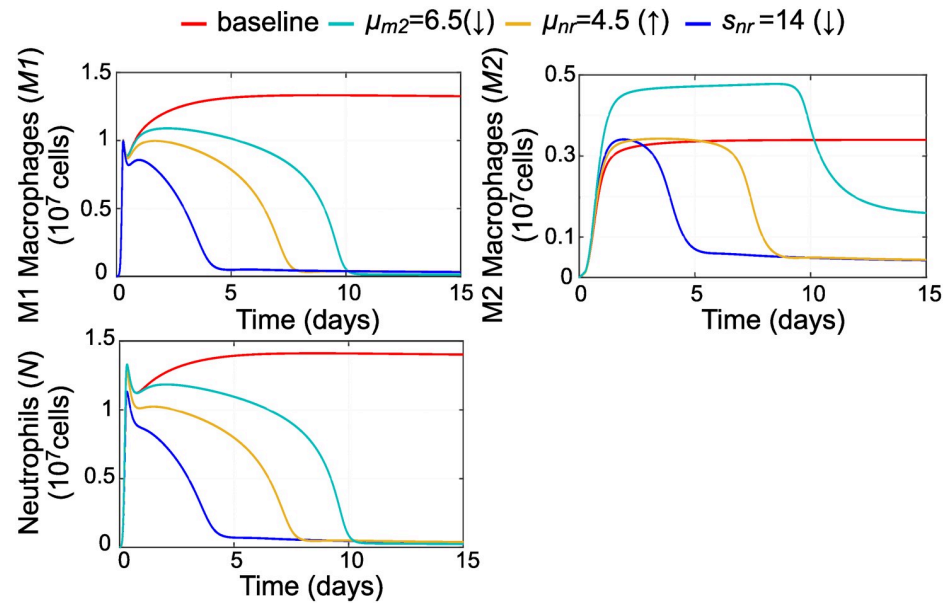 baseline μm2=6.5(↓) μnr=4.5 (↑) snr=14 (↓)
M1 Macrophages (M1)
(10⁷cells)
1.5
1
0.5
0
0 5 10 15
Time (days)
M2 Macrophages (M2)
(10⁷cells)
0.5
0.3
0.1
0
0 5 10 15
Time (days)
Neutrophils (N)
(10⁷cells)
1.5
1
0.5
0
0 5 10 15
Time (days)